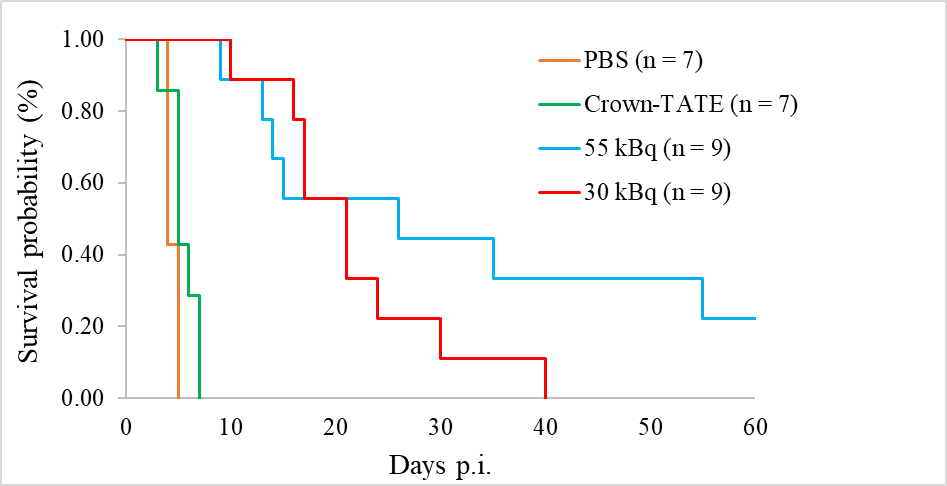 1.00
0.80
0.60
0.40
0.20
0.00
Survival probability (%)
0 10 20 30 40 50 60
Days p.i.
PBS (n = 7)
Crown-TATE (n = 7)
55 kBq (n = 9)
30 kBq (n = 9)